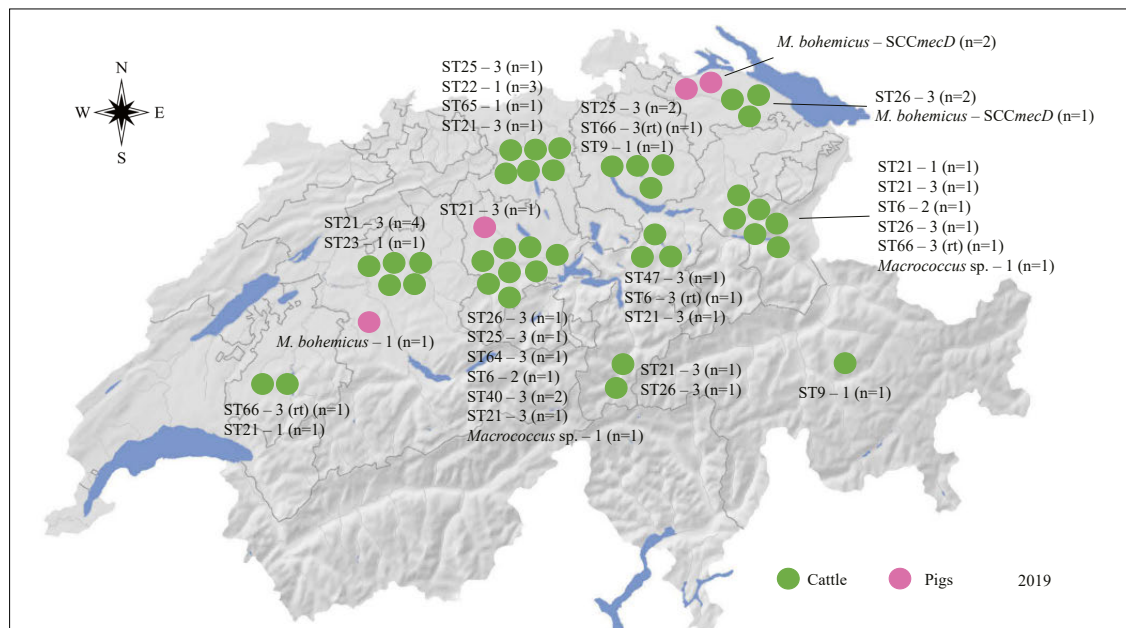 N
W E
S
M. bohemicus – SCCmecD (n=2)
ST25 – 3 (n=1)
ST22 – 1 (n=3)
ST65 – 1 (n=1)
ST21 – 3 (n=1)
ST25 – 3 (n=2)
ST66 – 3(rt) (n=1)
ST9 – 1 (n=1)
ST26 – 3 (n=2)
M. bohemicus – SCCmecD (n=1)
ST21 – 1 (n=1)
ST21 – 3 (n=1)
ST6 – 2 (n=1)
ST26 – 3 (n=1)
ST66 – 3 (rt) (n=1)
Macrococcus sp. – 1 (n=1)
ST21 – 3 (n=1)
ST21 – 3 (n=4)
ST23 – 1 (n=1)
ST47 – 3 (n=1)
ST6 – 3 (rt) (n=1)
ST21 – 3 (n=1)
M. bohemicus – 1 (n=1)
ST26 – 3 (n=1)
ST25 – 3 (n=1)
ST64 – 3 (n=1)
ST6 – 2 (n=1)
ST40 – 3 (n=2)
ST21 – 3 (n=1)
Macrococcus sp. – 1 (n=1)
ST21 – 3 (n=1)
ST26 – 3 (n=1)
ST9 – 1 (n=1)
ST66 – 3 (rt) (n=1)
ST21 – 1 (n=1)
Cattle Pigs 2019